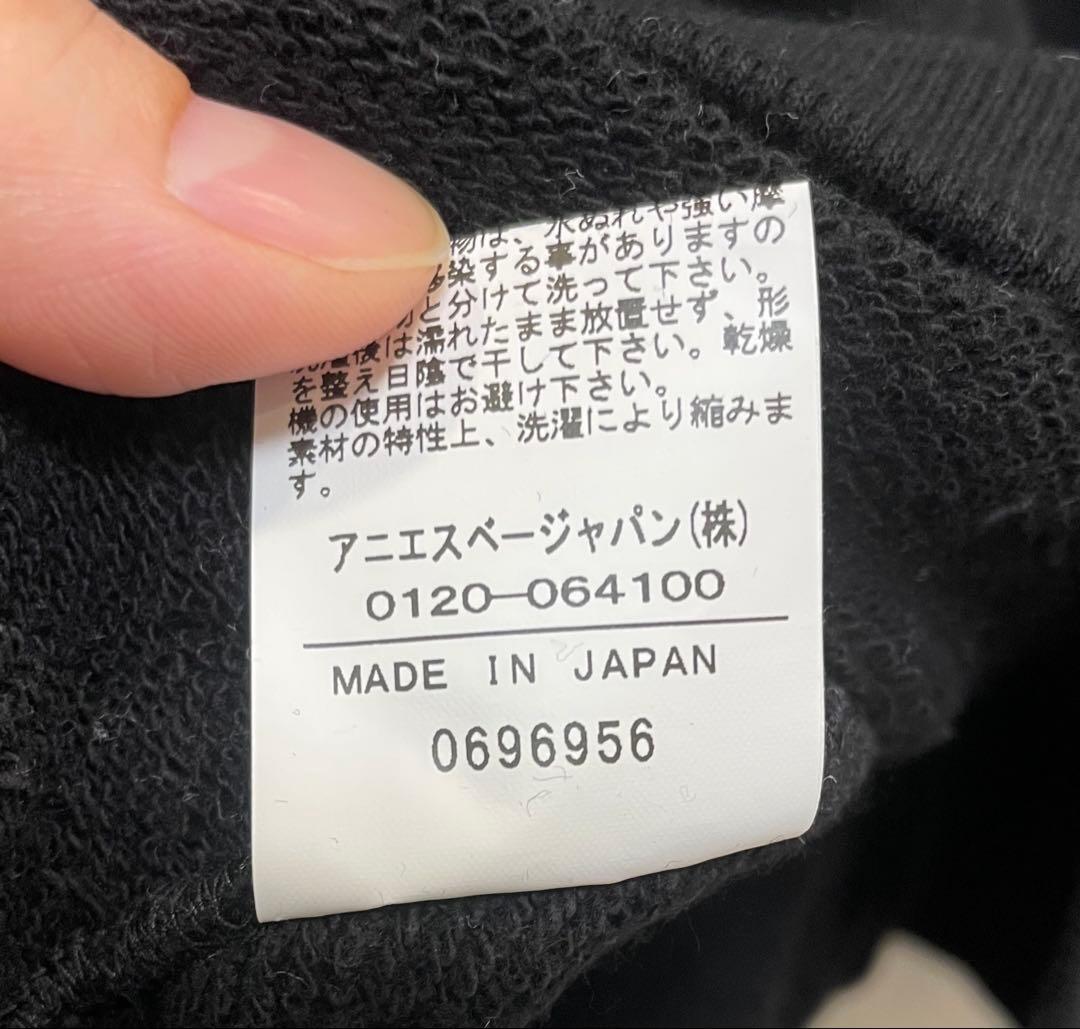 物は、水ぬれや強い摩
染する事がありますの
と分けて洗って下さい。
後は濡れたまま放置せず、形
を整え日陰で干して下さい。乾燥
機の使用はお避け下さい。
素材の特性上、洗濯により縮みま
す。
アニエスベージャパン(株)
0120-064100
MADE IN JAPAN
0696956